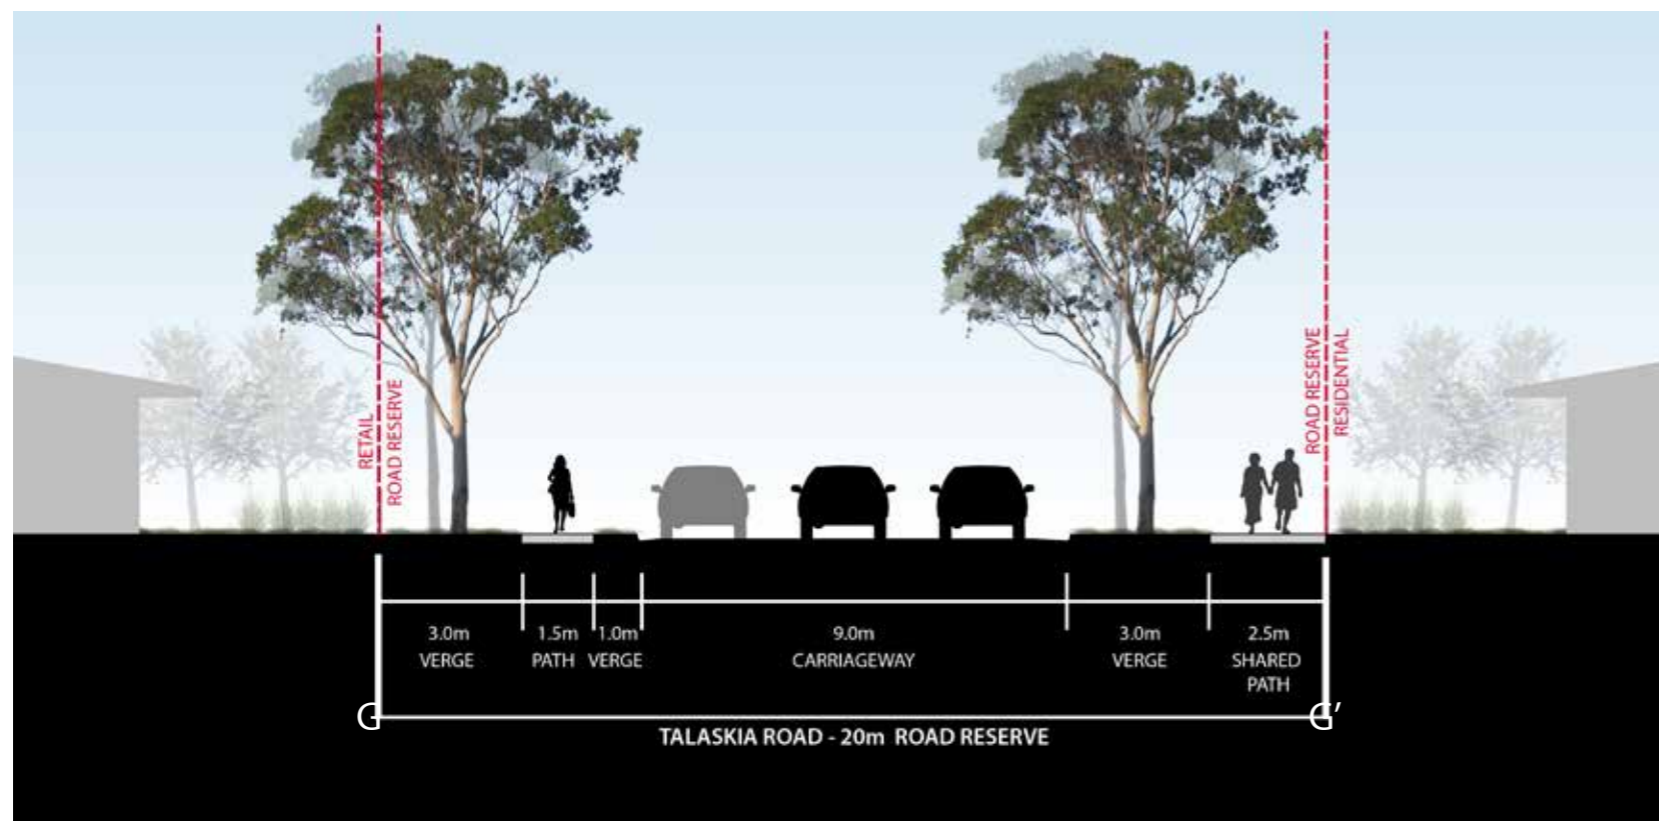 RETAIL
ROAD RESERVE
ROAD RESERVE
RESIDENTIAL
3.0m
VERGE
1.5m
PATH
1.0m
VERGE
9.0m
CARRIAGEWAY
3.0m
VERGE
2.5m
SHARED
PATH
G
G’
TALASKIA ROAD - 20m ROAD RESERVE